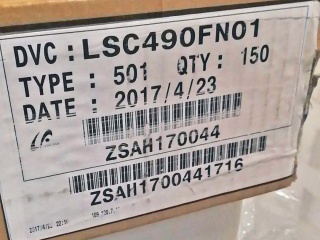 DVC : LSC490FN01
TYPE : 501 QTY : 150
DATE : 2017/4/23
ZSAH170044
ZSAH1700441716